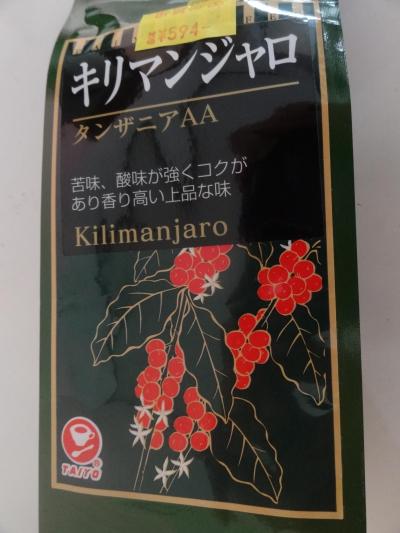 ¥594-
キリマンジャロ
タンザニアAA
苦味、酸味が強くコクが
あり香り高い上品な味
Kilimanjaro
TAIYO